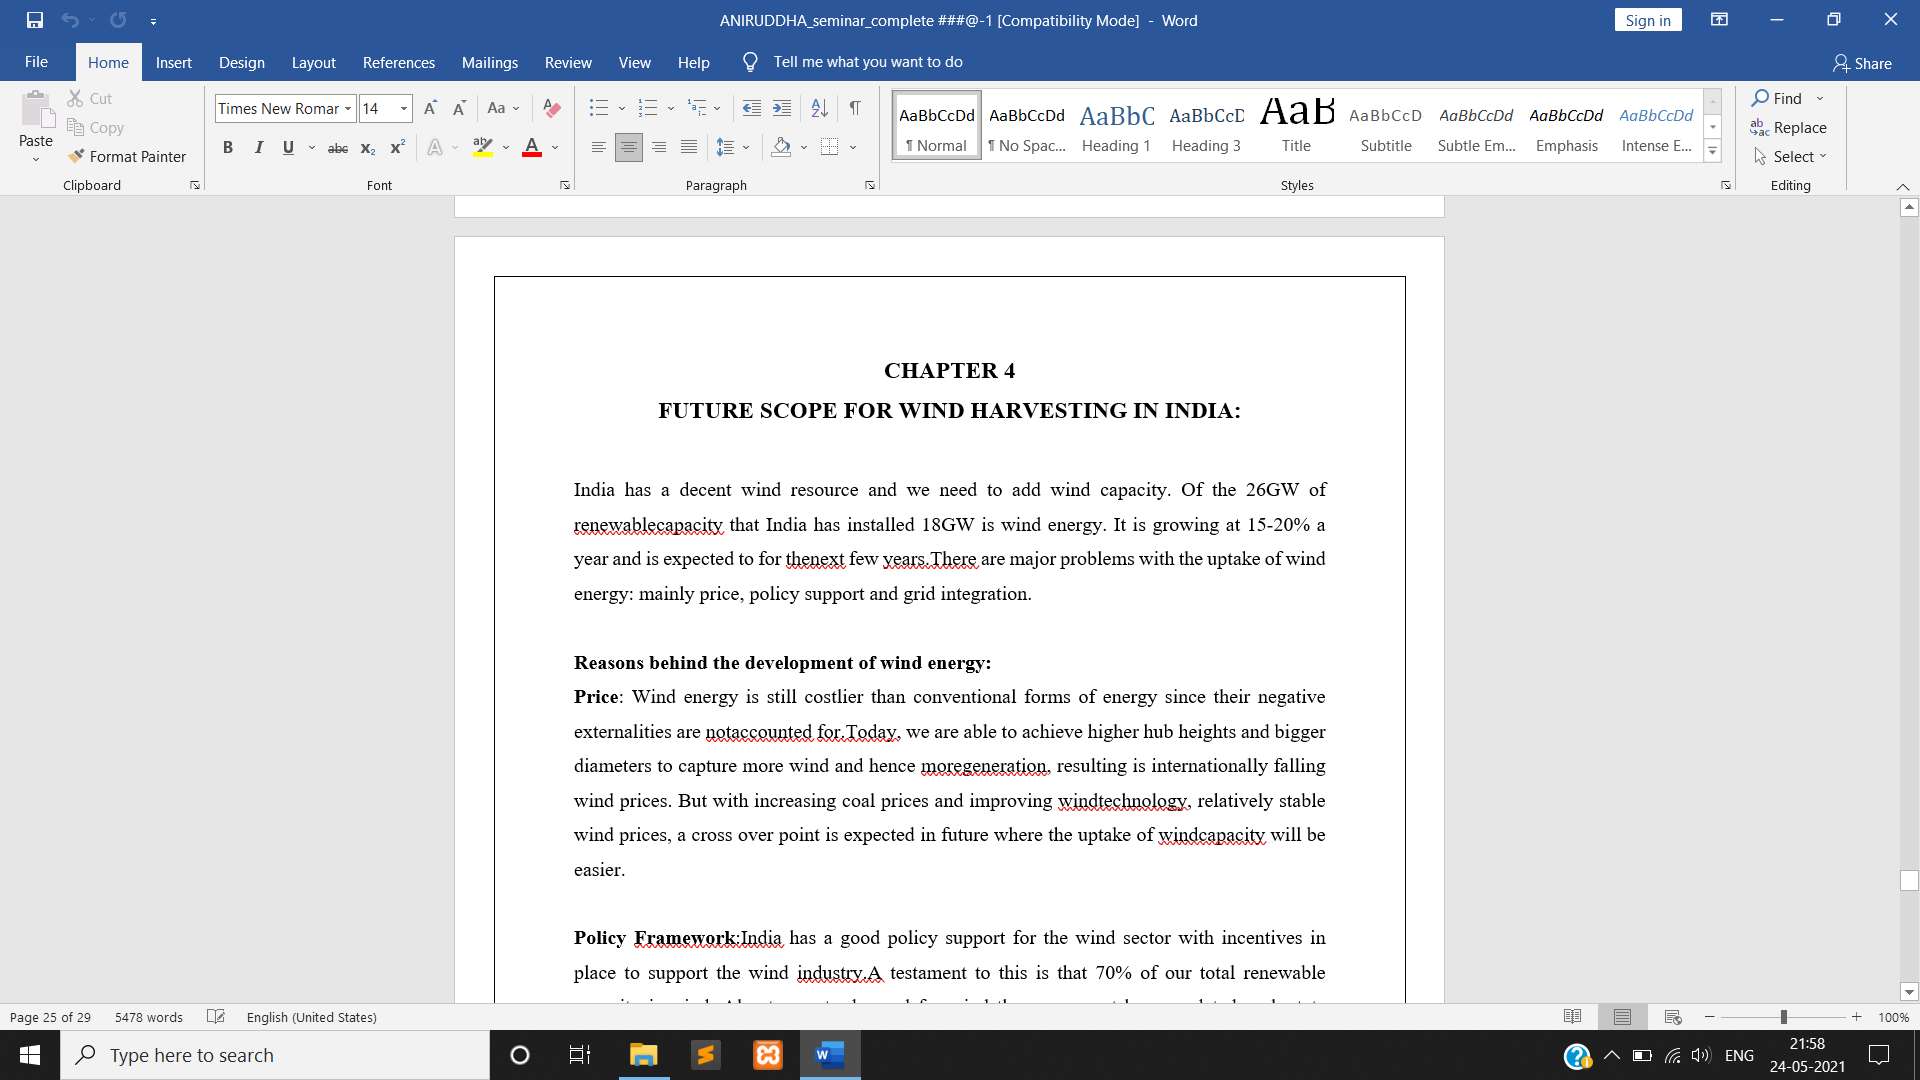 ANIRUDDHA_seminar_complete ###@-1 [Compatibility Mode] - Word
Sign in
File Home Insert Design Layout References Mailings Review View Help Tell me what you want to do Share
Paste
Cut
Copy
Format Painter
Clipboard
Times New Roman 14 Aa
B I U abc x₂ x² A ab A
Font
Paragraph
AaBbCcDd AaBbCcDd AaBbC AaBbCcD AaB AaBbCcD AaBbCcDd AaBbCcDd AaBbCcDd
¶ Normal ¶ No Spac... Heading 1 Heading 3 Title Subtitle Subtle Em... Emphasis Intense E...
Styles
Find
Replace
Select
Editing
CHAPTER 4
FUTURE SCOPE FOR WIND HARVESTING IN INDIA:
India has a decent wind resource and we need to add wind capacity. Of the 26GW of
renewablecapacity that India has installed 18GW is wind energy. It is growing at 15-20% a
year and is expected to for thenext few years.There are major problems with the uptake of wind
energy: mainly price, policy support and grid integration.
Reasons behind the development of wind energy:
Price: Wind energy is still costlier than conventional forms of energy since their negative
externalities are notaccounted for.Today, we are able to achieve higher hub heights and bigger
diameters to capture more wind and hence moregeneration, resulting is internationally falling
wind prices. But with increasing coal prices and improving windtechnology, relatively stable
wind prices, a cross over point is expected in future where the uptake of windcapacity will be
easier.
Policy Framework:India has a good policy support for the wind sector with incentives in
place to support the wind industry.A testament to this is that 70% of our total renewable
Page 25 of 29 5478 words English (United States) 100%
Type here to search
ENG
21:58
24-05-2021